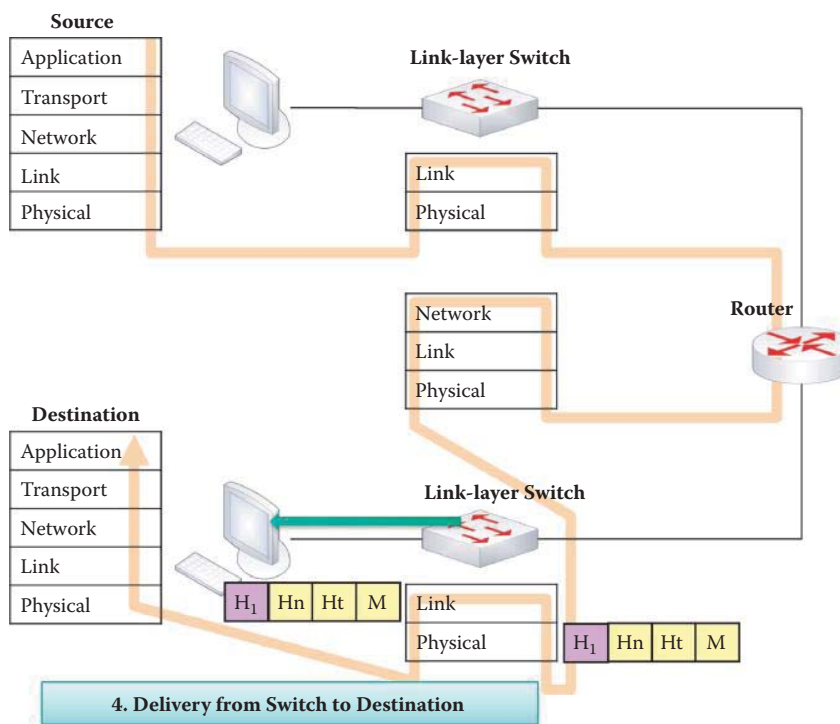 Source
Application
Transport
Network
Link
Physical
Link-layer Switch
Link
Physical
Router
Network
Link
Physical
Destination
Application
Transport
Network
Link
Physical
Link-layer Switch
H₁ Hn Ht M
Link
Physical
H₁ Hn Ht M
4. Delivery from Switch to Destination